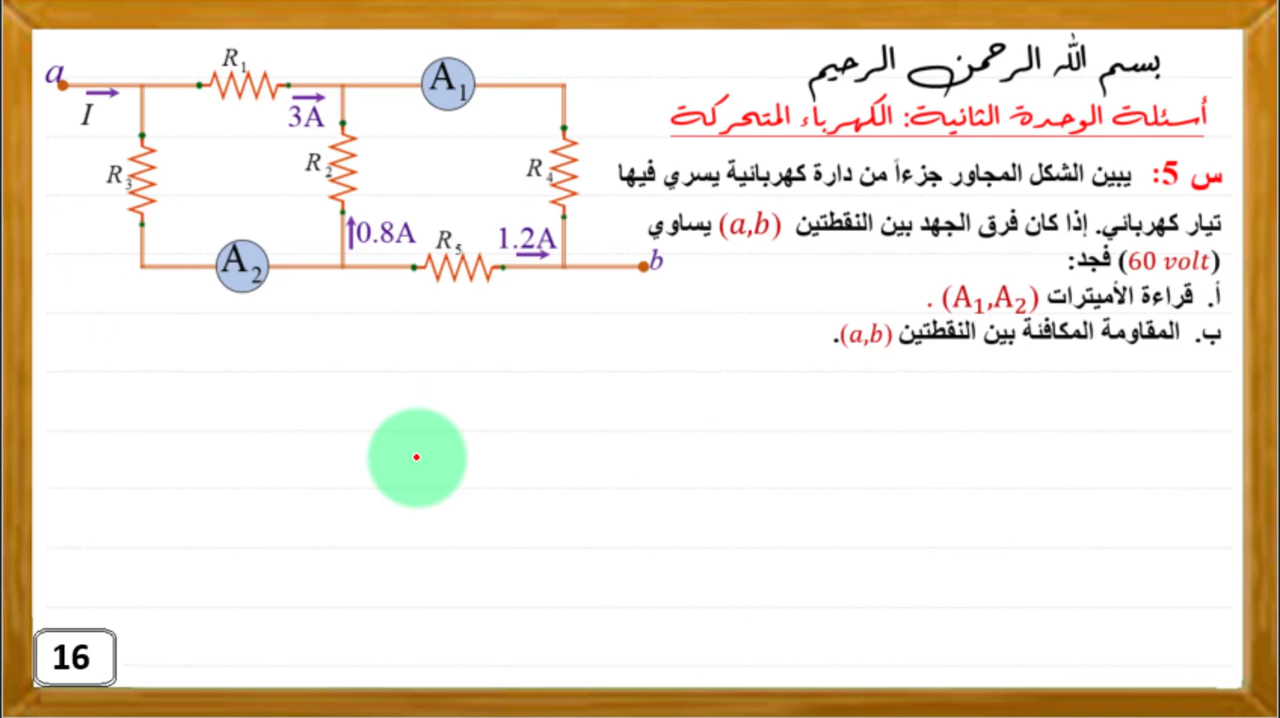 بسم الله الرحمن الرحيم
أسئلة الوحدة الثانية: الكهرباء المتحركة
س 5: يبين الشكل المجاور جزءاً من دارة كهربائية يسري فيها
تيار كهربائي. إذا كان فرق الجهد بين النقطتين (a,b) يساوي
(60 volt) فجد:
أ. قراءة الأميترات (A₁,A₂) .
ب. المقاومة المكافئة بين النقطتين (a,b).
a
I
R₁
3A
A₁
R₃
R₂
R₄
0.8A
R₅
1.2A
A₂
b
16